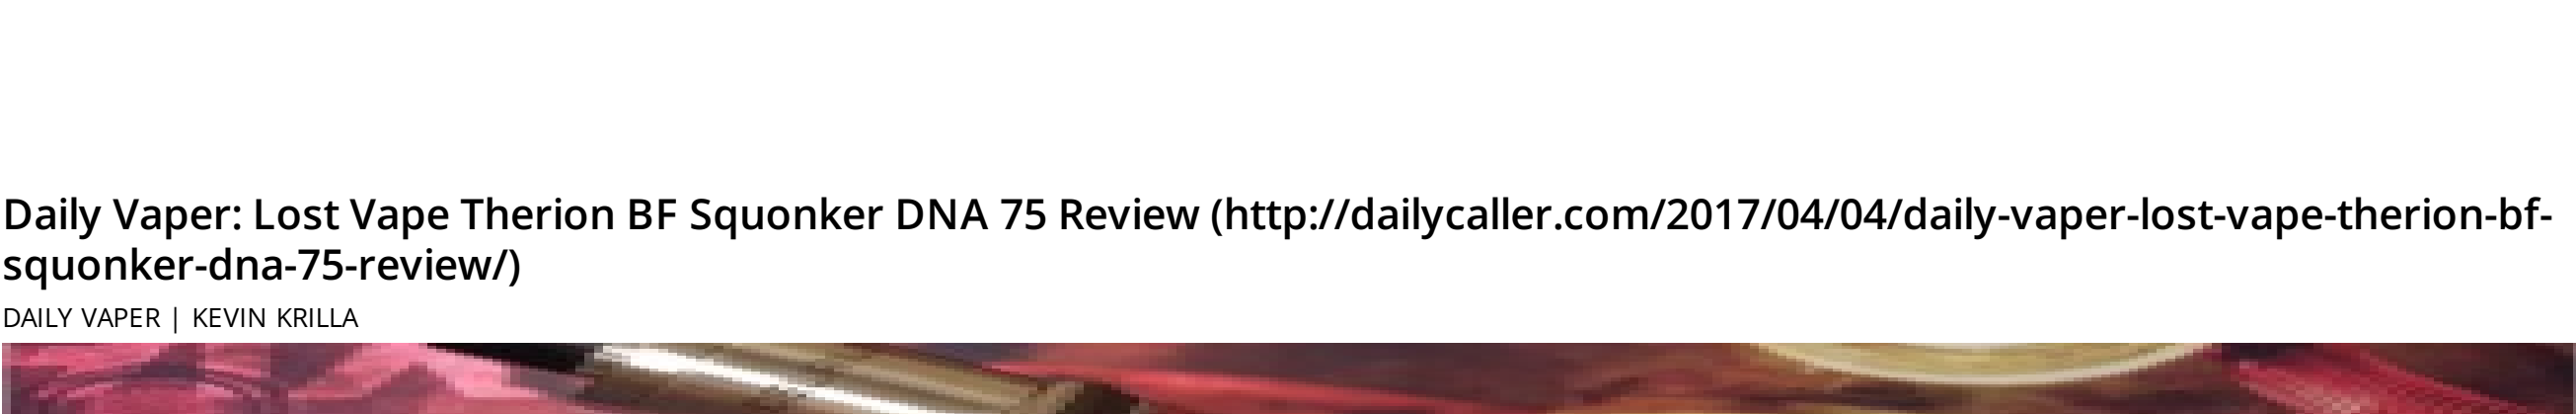 Daily Vaper: Lost Vape Therion BF Squonker DNA 75 Review (http://dailycaller.com/2017/04/04/daily-vaper-lost-vape-therion-bf-
squonker-dna-75-review/)
DAILY VAPER | KEVIN KRILLA